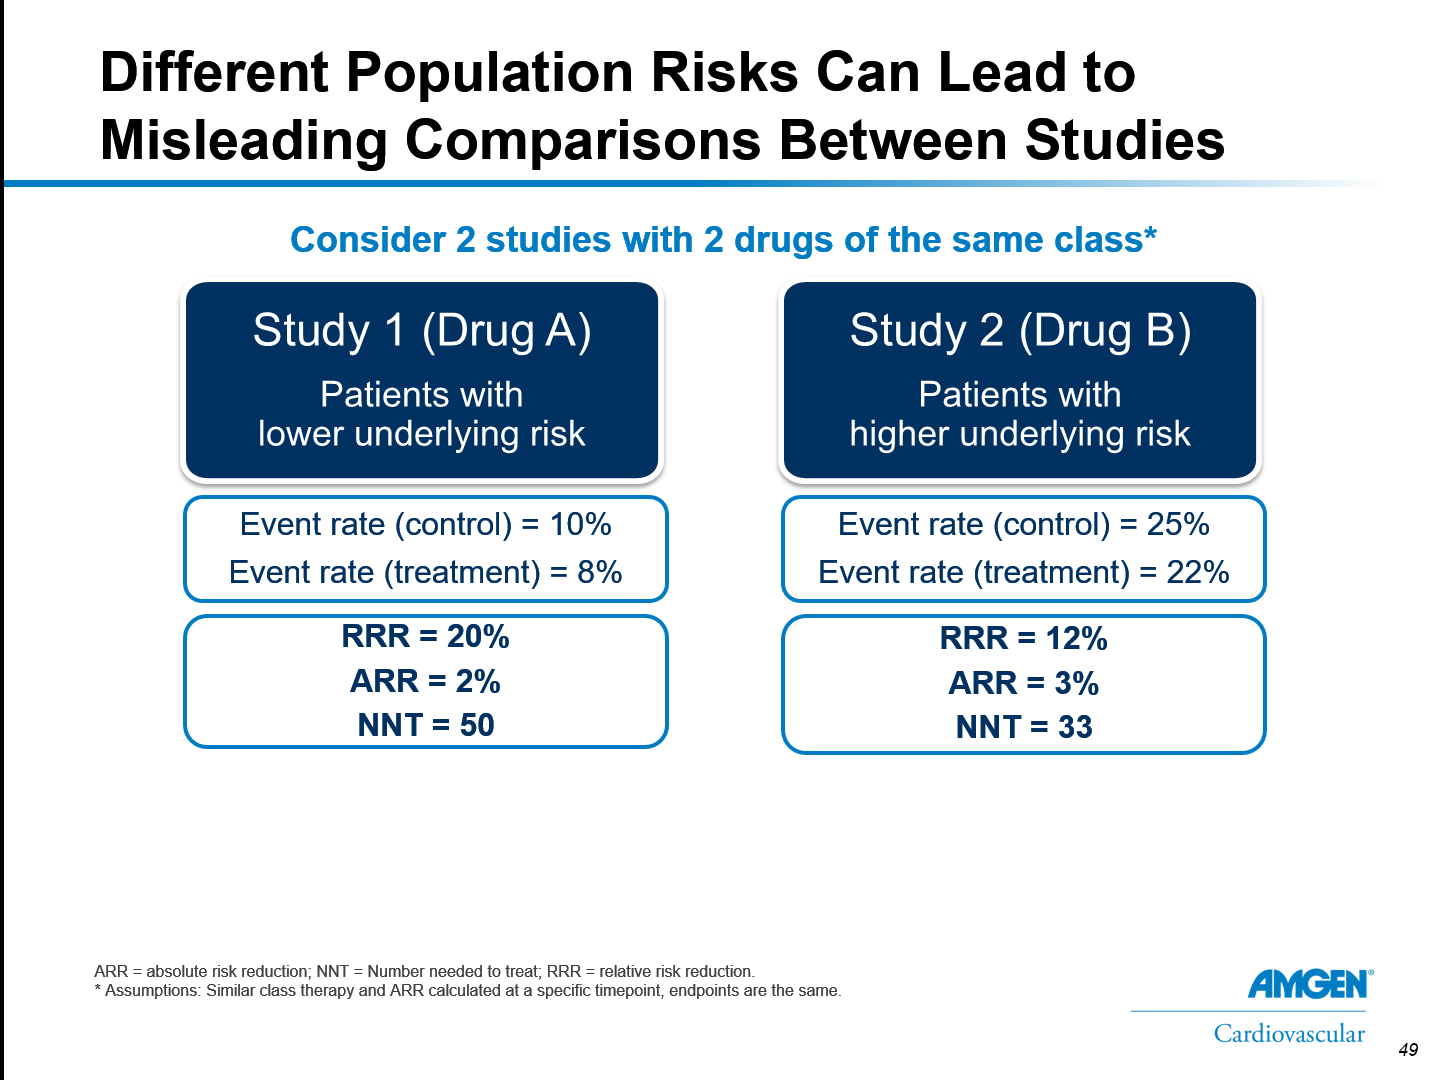 Different Population Risks Can Lead to
Misleading Comparisons Between Studies
Consider 2 studies with 2 drugs of the same class*
Study 1 (Drug A)
Patients with
lower underlying risk
Event rate (control) = 10%
Event rate (treatment) = 8%
RRR = 20%
ARR = 2%
NNT = 50
Study 2 (Drug B)
Patients with
higher underlying risk
Event rate (control) = 25%
Event rate (treatment) = 22%
RRR = 12%
ARR = 3%
NNT = 33
ARR = absolute risk reduction; NNT = Number needed to treat; RRR = relative risk reduction.
* Assumptions: Similar class therapy and ARR calculated at a specific timepoint, endpoints are the same.
AMGEN®
Cardiovascular
49